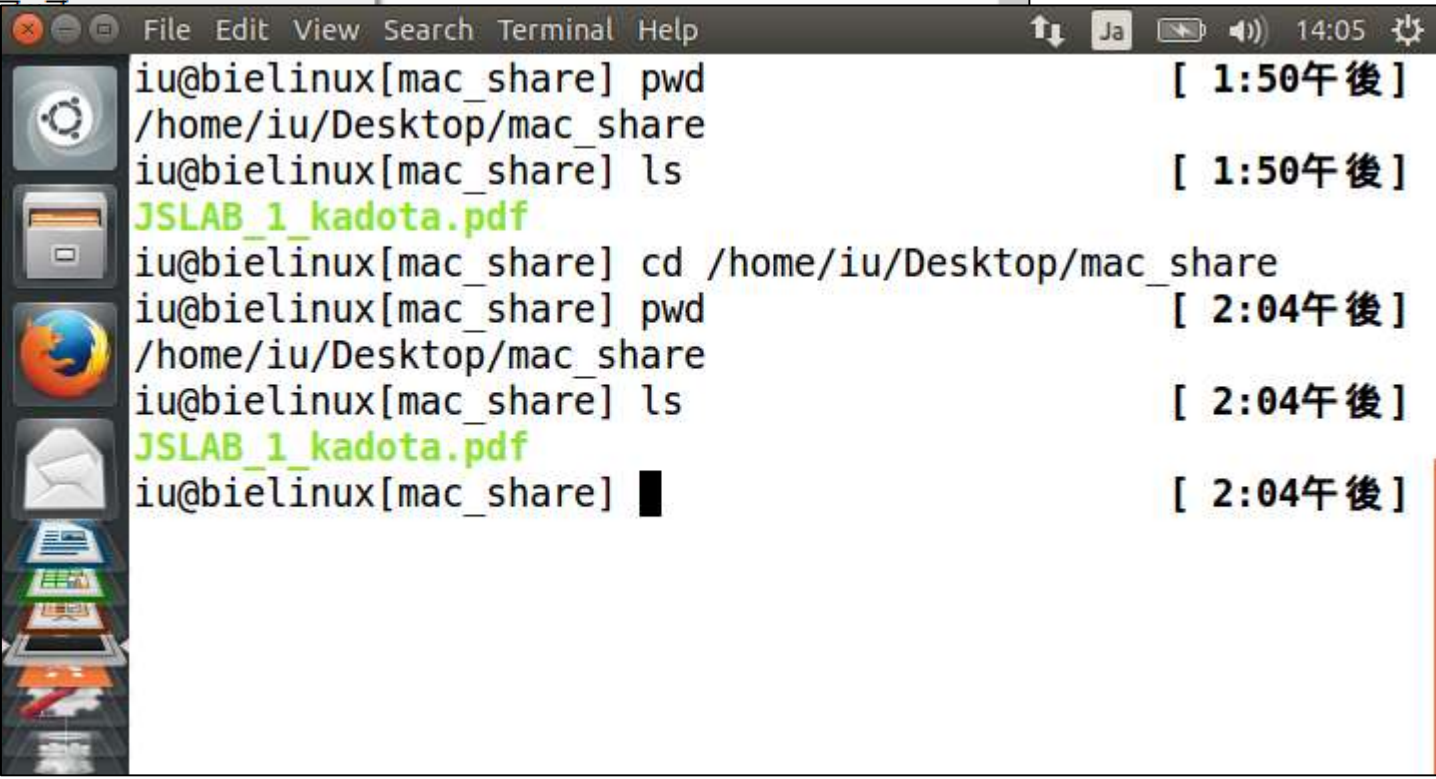 File Edit View Search Terminal Help Ja 14:05
iu@bielinux[mac_share] pwd [ 1:50午後]
/home/iu/Desktop/mac_share
iu@bielinux[mac_share] ls [ 1:50午後]
JSLAB_1_kadota.pdf
iu@bielinux[mac_share] cd /home/iu/Desktop/mac_share
iu@bielinux[mac_share] pwd [ 2:04午後]
/home/iu/Desktop/mac_share
iu@bielinux[mac_share] ls [ 2:04午後]
JSLAB_1_kadota.pdf
iu@bielinux[mac_share] [ 2:04午後]